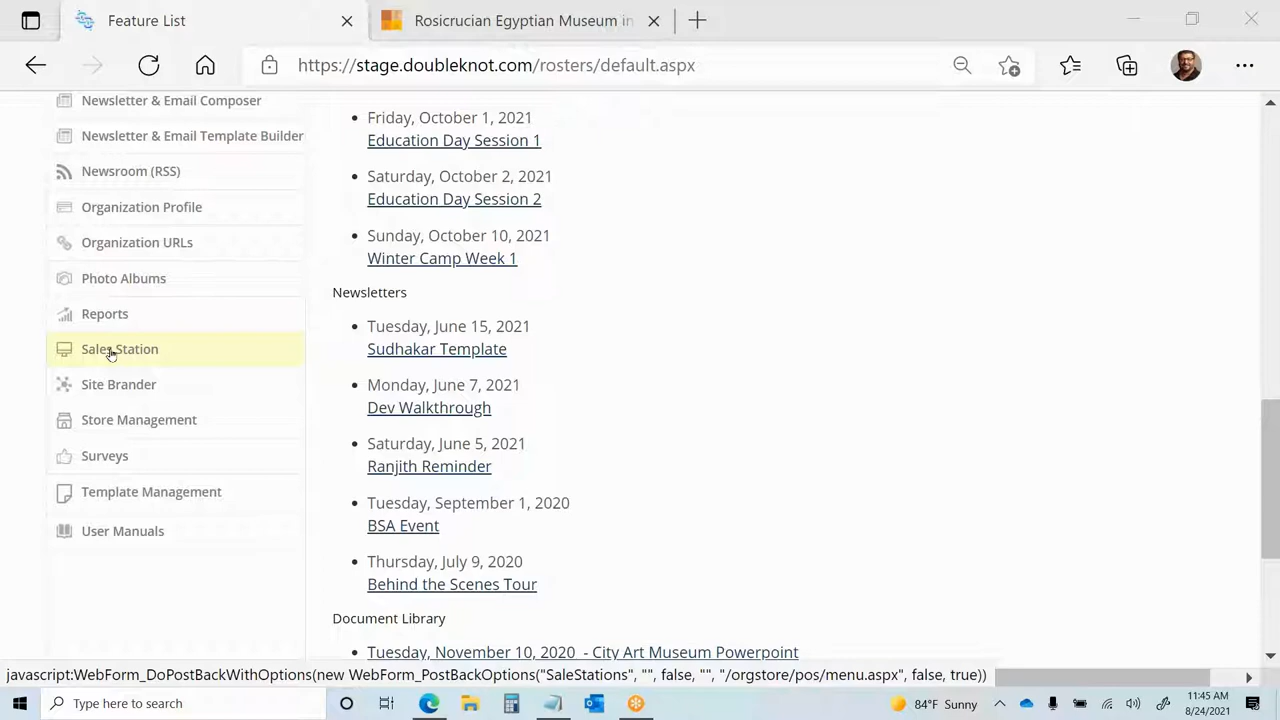 Feature List
Rosicrucian Egyptian Museum in
https://stage.doubleknot.com/rosters/default.aspx
Newsletter & Email Composer
Newsletter & Email Template Builder
Newsroom (RSS)
Organization Profile
Organization URLs
Photo Albums
Reports
Sales Station
Site Brander
Store Management
Surveys
Template Management
User Manuals
Friday, October 1, 2021
Education Day Session 1
Saturday, October 2, 2021
Education Day Session 2
Sunday, October 10, 2021
Winter Camp Week 1
Newsletters
Tuesday, June 15, 2021
Sudhakar Template
Monday, June 7, 2021
Dev Walkthrough
Saturday, June 5, 2021
Ranjith Reminder
Tuesday, September 1, 2020
BSA Event
Thursday, July 9, 2020
Behind the Scenes Tour
Document Library
Tuesday, November 10, 2020 - City Art Museum Powerpoint
javascript:WebForm_DoPostBackWithOptions(new WebForm_PostBackOptions("SaleStations", "", false, "", "/orgstore/pos/menu.aspx", false, true))
Type here to search
84°F Sunny
11:45 AM
8/24/2021